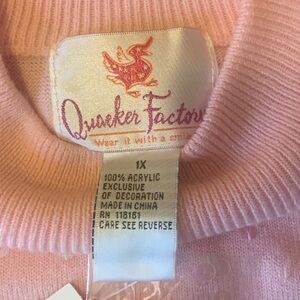 Quacker Factory
Wear it with a smile
1X
100% ACRYLIC
EXCLUSIVE
OF DECORATION
MADE IN CHINA
RN 118161
CARE SEE REVERSE